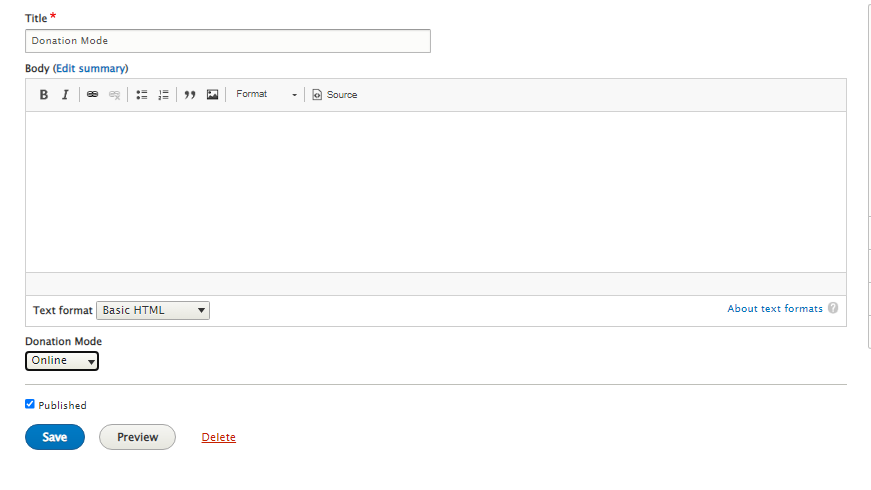 Title *
Donation Mode
Body (Edit summary)
B I Format Source
Text format Basic HTML About text formats ?
Donation Mode
Online
Published
Save Preview Delete